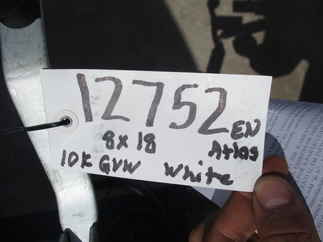 12752 EN
8x18 Atlas
10K GVW White